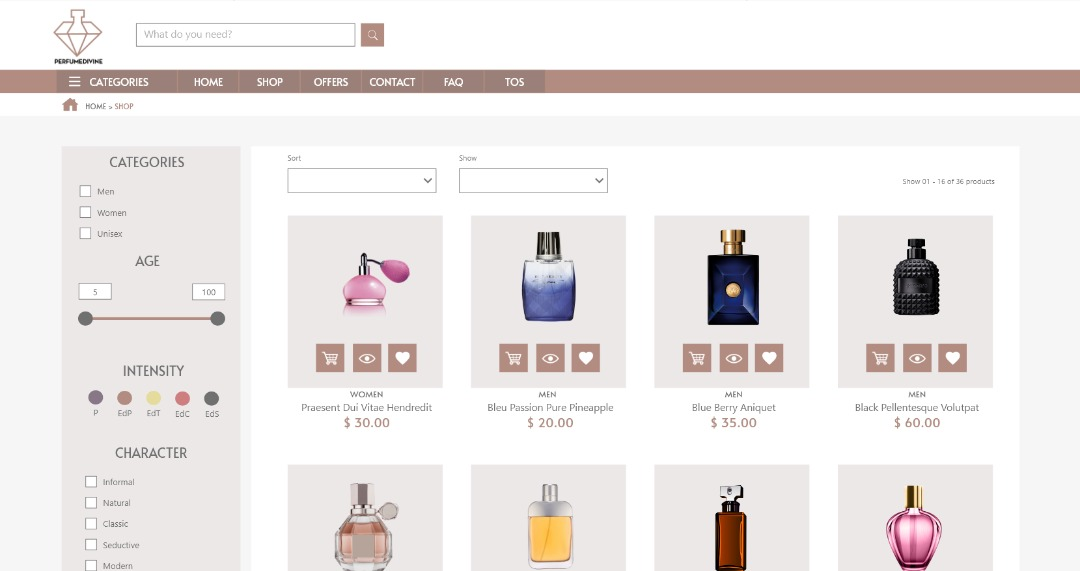 PERFUMEDIVINE
What do you need?
CATEGORIES HOME SHOP OFFERS CONTACT FAQ TOS
HOME > SHOP
CATEGORIES
Men
Women
Unisex
AGE
5 100
INTENSITY
P EdP EdT EdC EdS
CHARACTER
Informal
Natural
Classic
Seductive
Modern
Sort Show
Show 01 - 16 of 36 products
WOMEN
Praesent Dui Vitae Hendredit
$ 30.00
MEN
Bleu Passion Pure Pineapple
$ 20.00
MEN
Blue Berry Aniquet
$ 35.00
MEN
Black Pellentesque Volutpat
$ 60.00